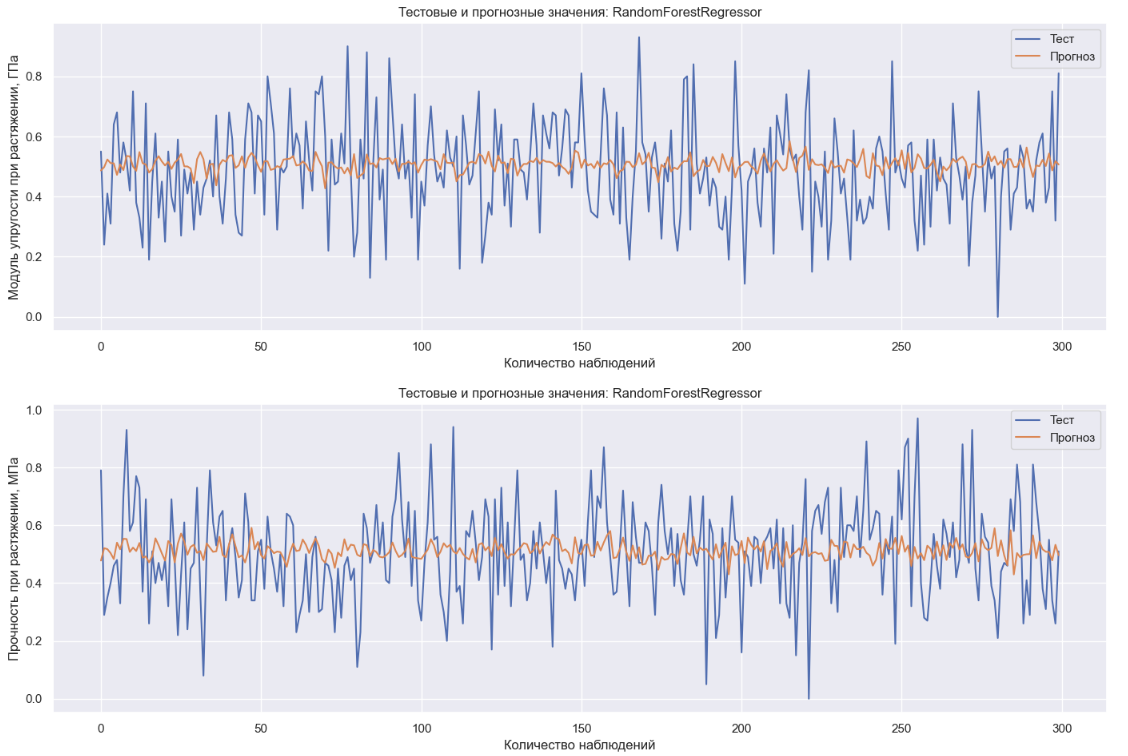 Тестовые и прогнозные значения: RandomForestRegressor
Модуль упругости при растяжении, ГПа
0.8
0.6
0.4
0.2
0.0
Тест
Прогноз
0 50 100 150 200 250 300
Количество наблюдений
Тестовые и прогнозные значения: RandomForestRegressor
Прочность при растяжении, МПа
1.0
0.8
0.6
0.4
0.2
0.0
Тест
Прогноз
0 50 100 150 200 250 300
Количество наблюдений